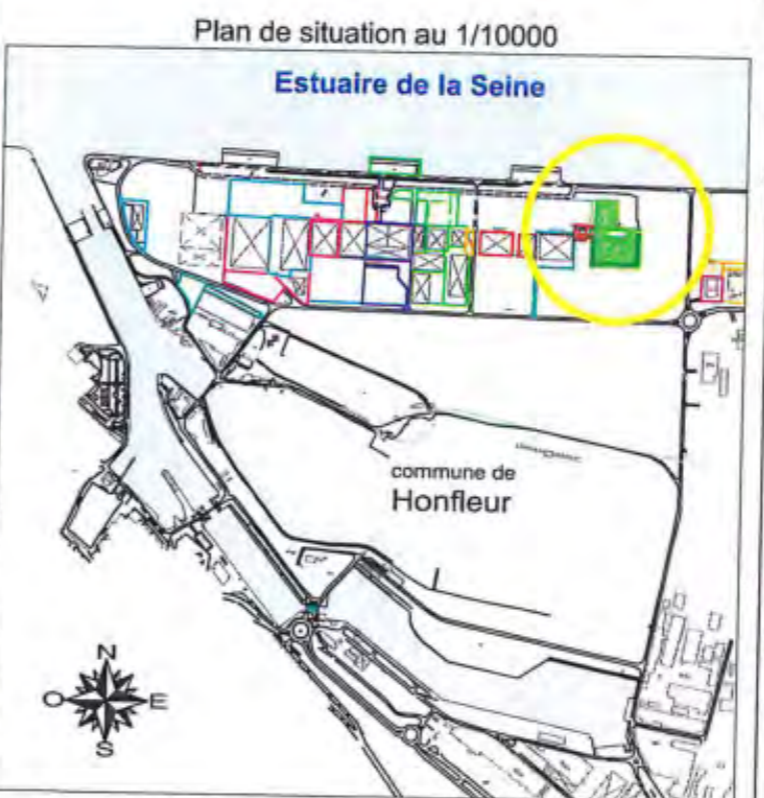 Plan de situation au 1/10000
Estuaire de la Seine
commune de
Honfleur
N
O
E
S